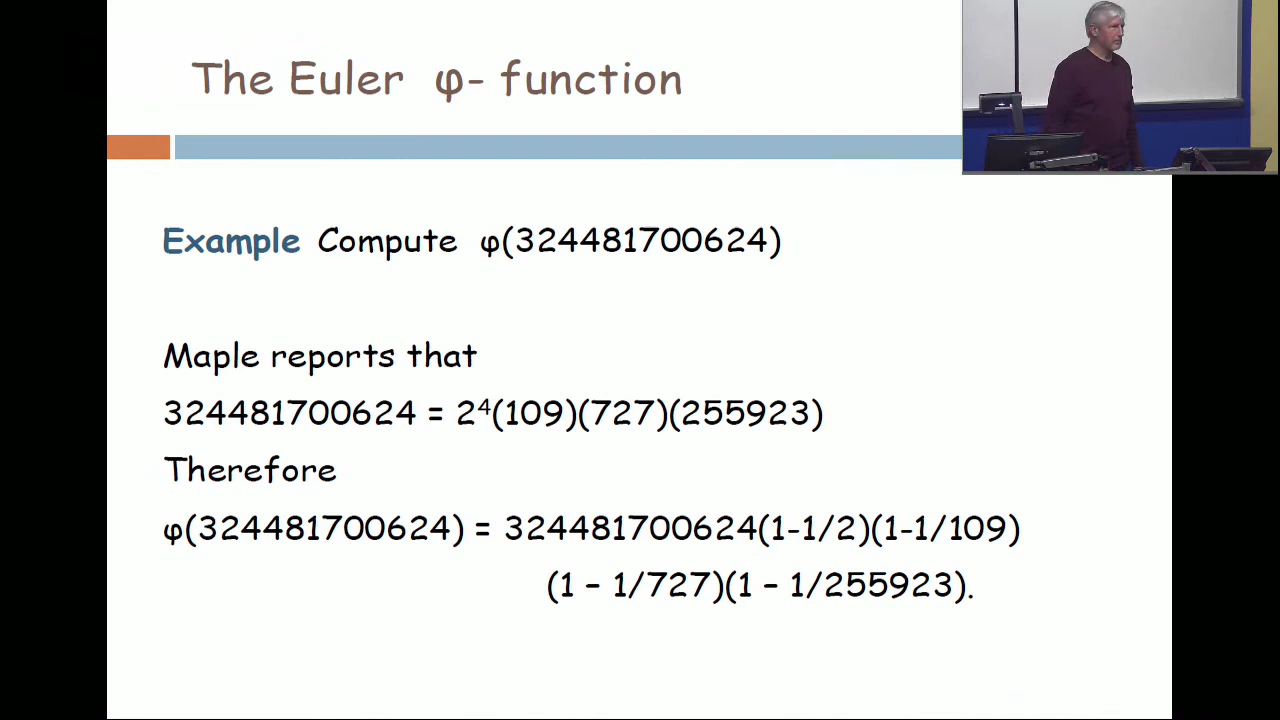 The Euler φ- function
Example Compute φ(324481700624)
Maple reports that
324481700624 = 2⁴(109)(727)(255923)
Therefore
φ(324481700624) = 324481700624(1-1/2)(1-1/109)
(1 – 1/727)(1 – 1/255923).